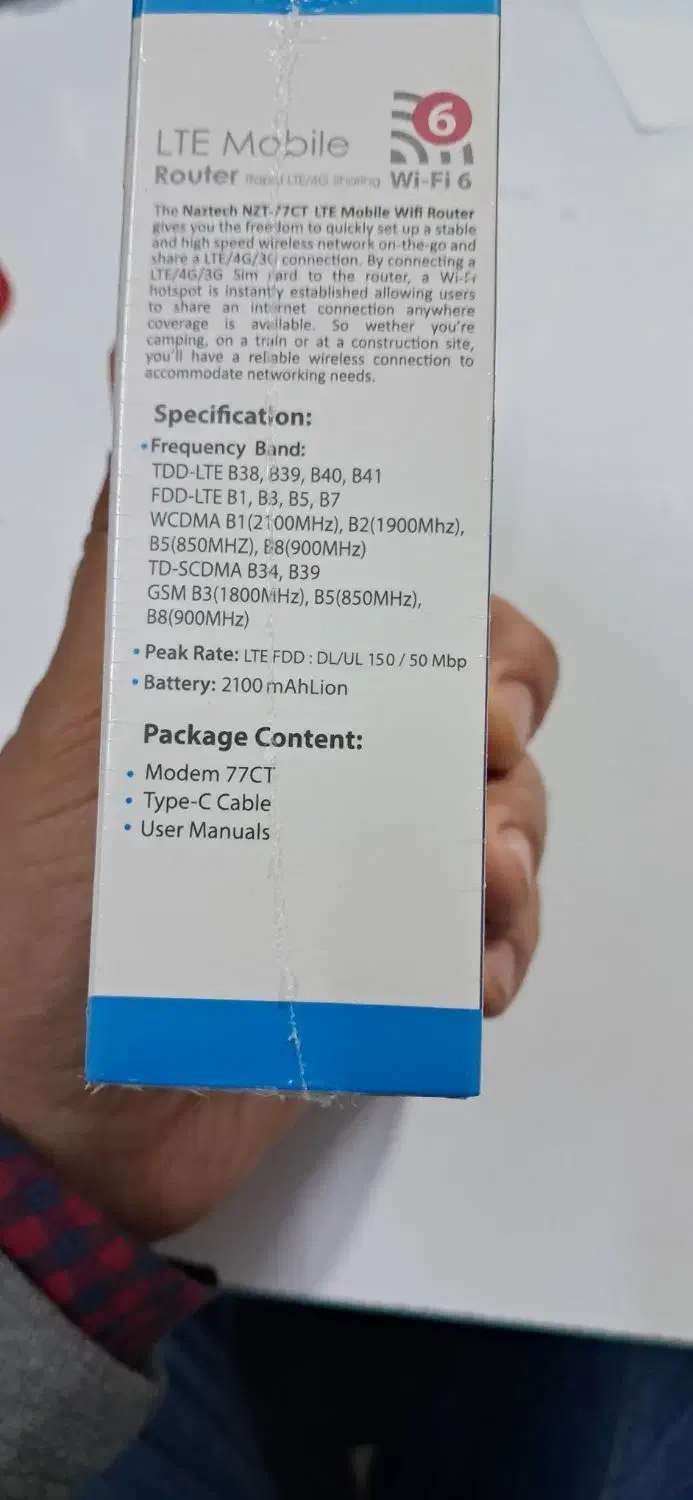 LTE Mobile
Router Rapid LTE/4G Sharing
6
Wi-Fi 6
The Naztech NZT-77CT LTE Mobile Wifi Router
gives you the freedom to quickly set up a stable
and high speed wireless network on-the-go and
share a LTE/4G/3G connection. By connecting a
LTE/4G/3G Sim card to the router, a Wi-Fi
hotspot is instantly established allowing users
to share an internet connection anywhere
coverage is available. So wether you're
camping, on a train or at a construction site,
you'll have a reliable wireless connection to
accommodate networking needs.
Specification:
•Frequency Band:
TDD-LTE B38, B39, B40, B41
FDD-LTE B1, B3, B5, B7
WCDMA B1(2100MHz), B2(1900Mhz),
B5(850MHZ), B8(900MHz)
TD-SCDMA B34, B39
GSM B3(1800MHz), B5(850MHz),
B8(900MHz)
• Peak Rate: LTE FDD : DL/UL 150 / 50 Mbp
• Battery: 2100 mAhLion
Package Content:
• Modem 77CT
• Type-C Cable
• User Manuals